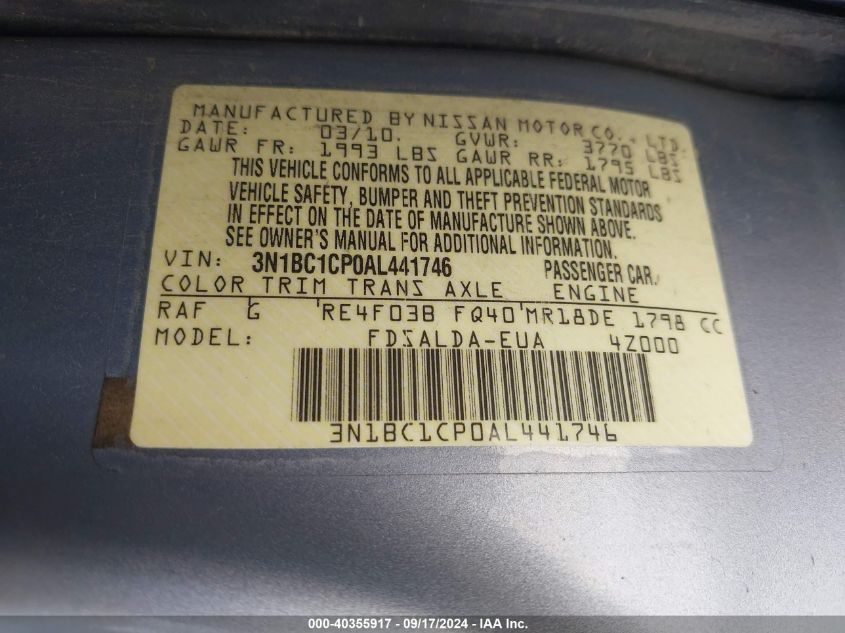 MANUFACTURED BY NISSAN MOTOR CO., LTD.
DATE: 03/10. GVWR: 3770 LBS
GAWR FR: 1993 LBS GAWR RR: 1795 LBS
THIS VEHICLE CONFORMS TO ALL APPLICABLE FEDERAL MOTOR
VEHICLE SAFETY, BUMPER AND THEFT PREVENTION STANDARDS
IN EFFECT ON THE DATE OF MANUFACTURE SHOWN ABOVE.
SEE OWNER'S MANUAL FOR ADDITIONAL INFORMATION.
VIN: 3N1BC1CP0AL441746 PASSENGER CAR.
COLOR TRIM TRANS AXLE ENGINE
RAF G RE4F03B FQ40 MR18DE 1798 CC
MODEL: FDSALDA-EUA 4Z000
3N1BC1CP0AL441746
000-40355917 - 09/17/2024 - IAA Inc.